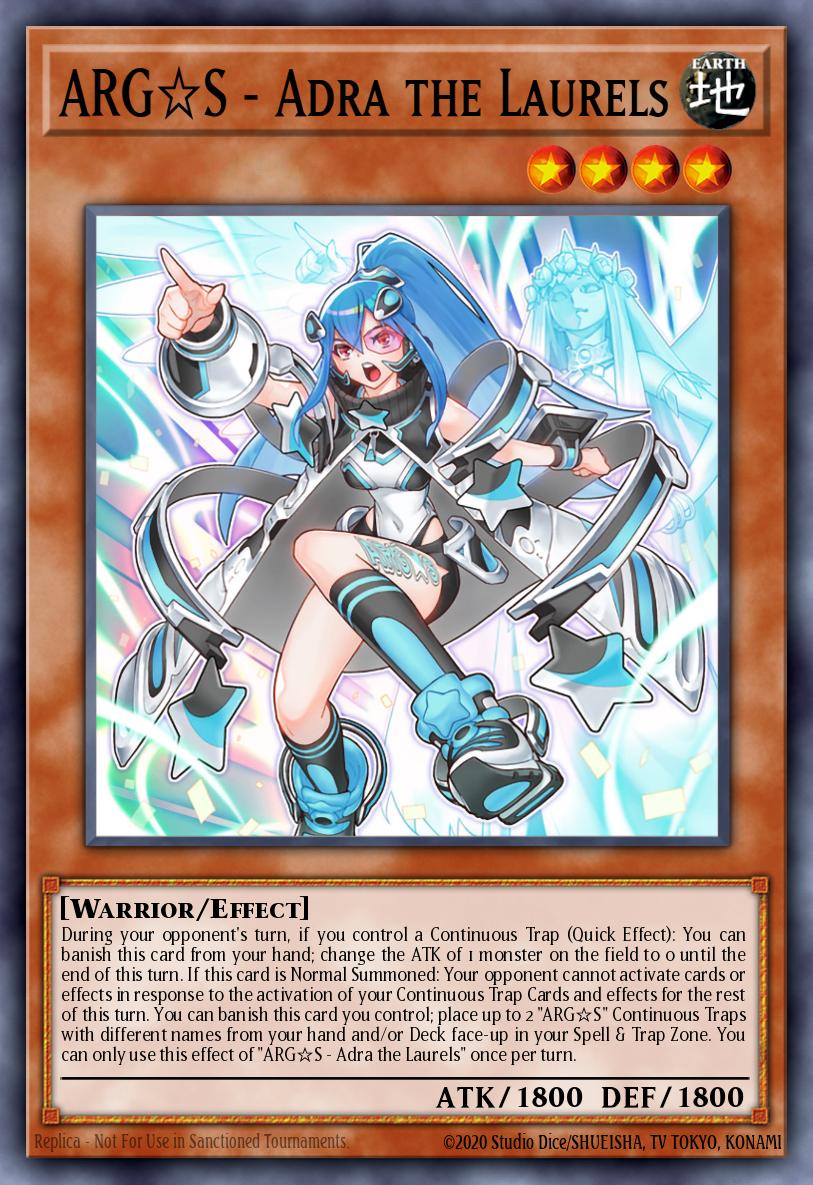 ARG☆S - Adra the Laurels
EARTH
地
[Warrior/Effect]
During your opponent's turn, if you control a Continuous Trap (Quick Effect): You can
banish this card from your hand; change the ATK of 1 monster on the field to 0 until the
end of this turn. If this card is Normal Summoned: Your opponent cannot activate cards or
effects in response to the activation of your Continuous Trap Cards and effects for the rest
of this turn. You can banish this card you control; place up to 2 "ARG☆S" Continuous Traps
with different names from your hand and/or Deck face-up in your Spell & Trap Zone. You
can only use this effect of "ARG☆S - Adra the Laurels" once per turn.
ATK/1800 DEF/1800
Replica - Not For Use in Sanctioned Tournaments.
©2020 Studio Dice/SHUEISHA, TV TOKYO, KONAMI